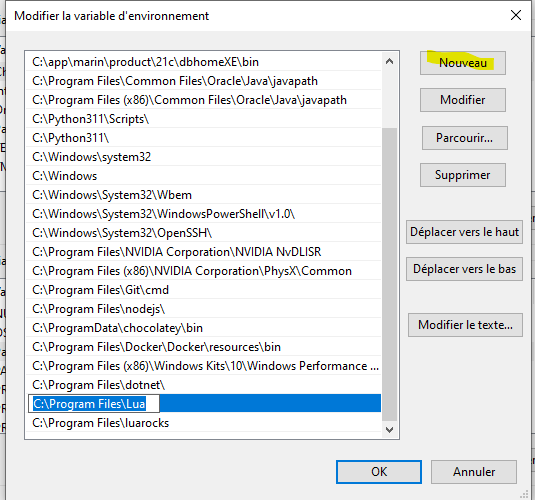 Modifier la variable d'environnement
C:\app\marin\product\21c\dbhomeXE\bin
C:\Program Files\Common Files\Oracle\Java\javapath
C:\Program Files (x86)\Common Files\Oracle\Java\javapath
C:\Python311\Scripts\
C:\Python311\
C:\Windows\system32
C:\Windows
C:\Windows\System32\Wbem
C:\Windows\System32\WindowsPowerShell\v1.0\
C:\Windows\System32\OpenSSH\
C:\Program Files\NVIDIA Corporation\NVIDIA NvDLISR
C:\Program Files (x86)\NVIDIA Corporation\PhysX\Common
C:\Program Files\Git\cmd
C:\Program Files\nodejs\
C:\ProgramData\chocolatey\bin
C:\Program Files\Docker\Docker\resources\bin
C:\Program Files (x86)\Windows Kits\10\Windows Performance ...
C:\Program Files\dotnet\
C:\Program Files\Lua
C:\Program Files\luarocks
Nouveau
Modifier
Parcourir...
Supprimer
Déplacer vers le haut
Déplacer vers le bas
Modifier le texte...
OK
Annuler